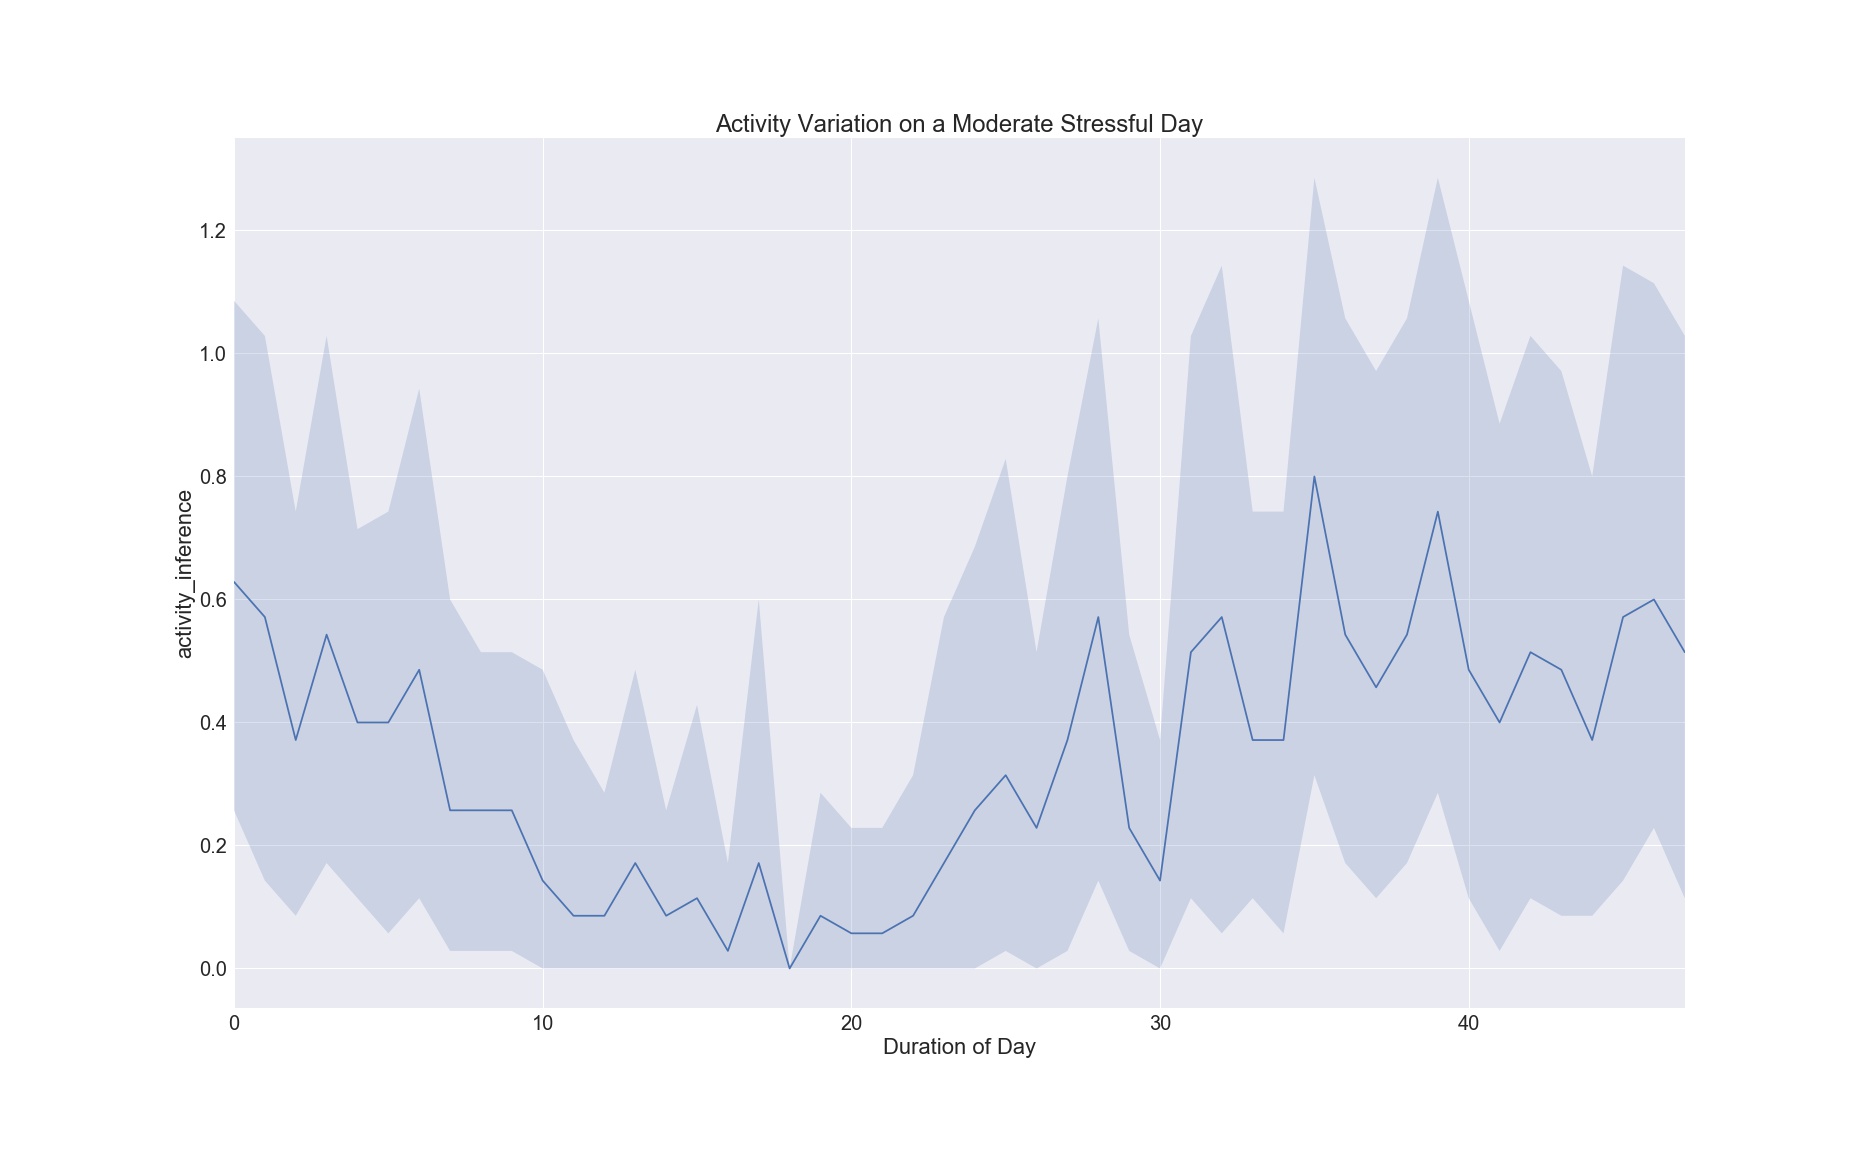 Activity Variation on a Moderate Stressful Day
activity_inference
1.2
1.0
0.8
0.6
0.4
0.2
0.0
0 10 20 30 40
Duration of Day